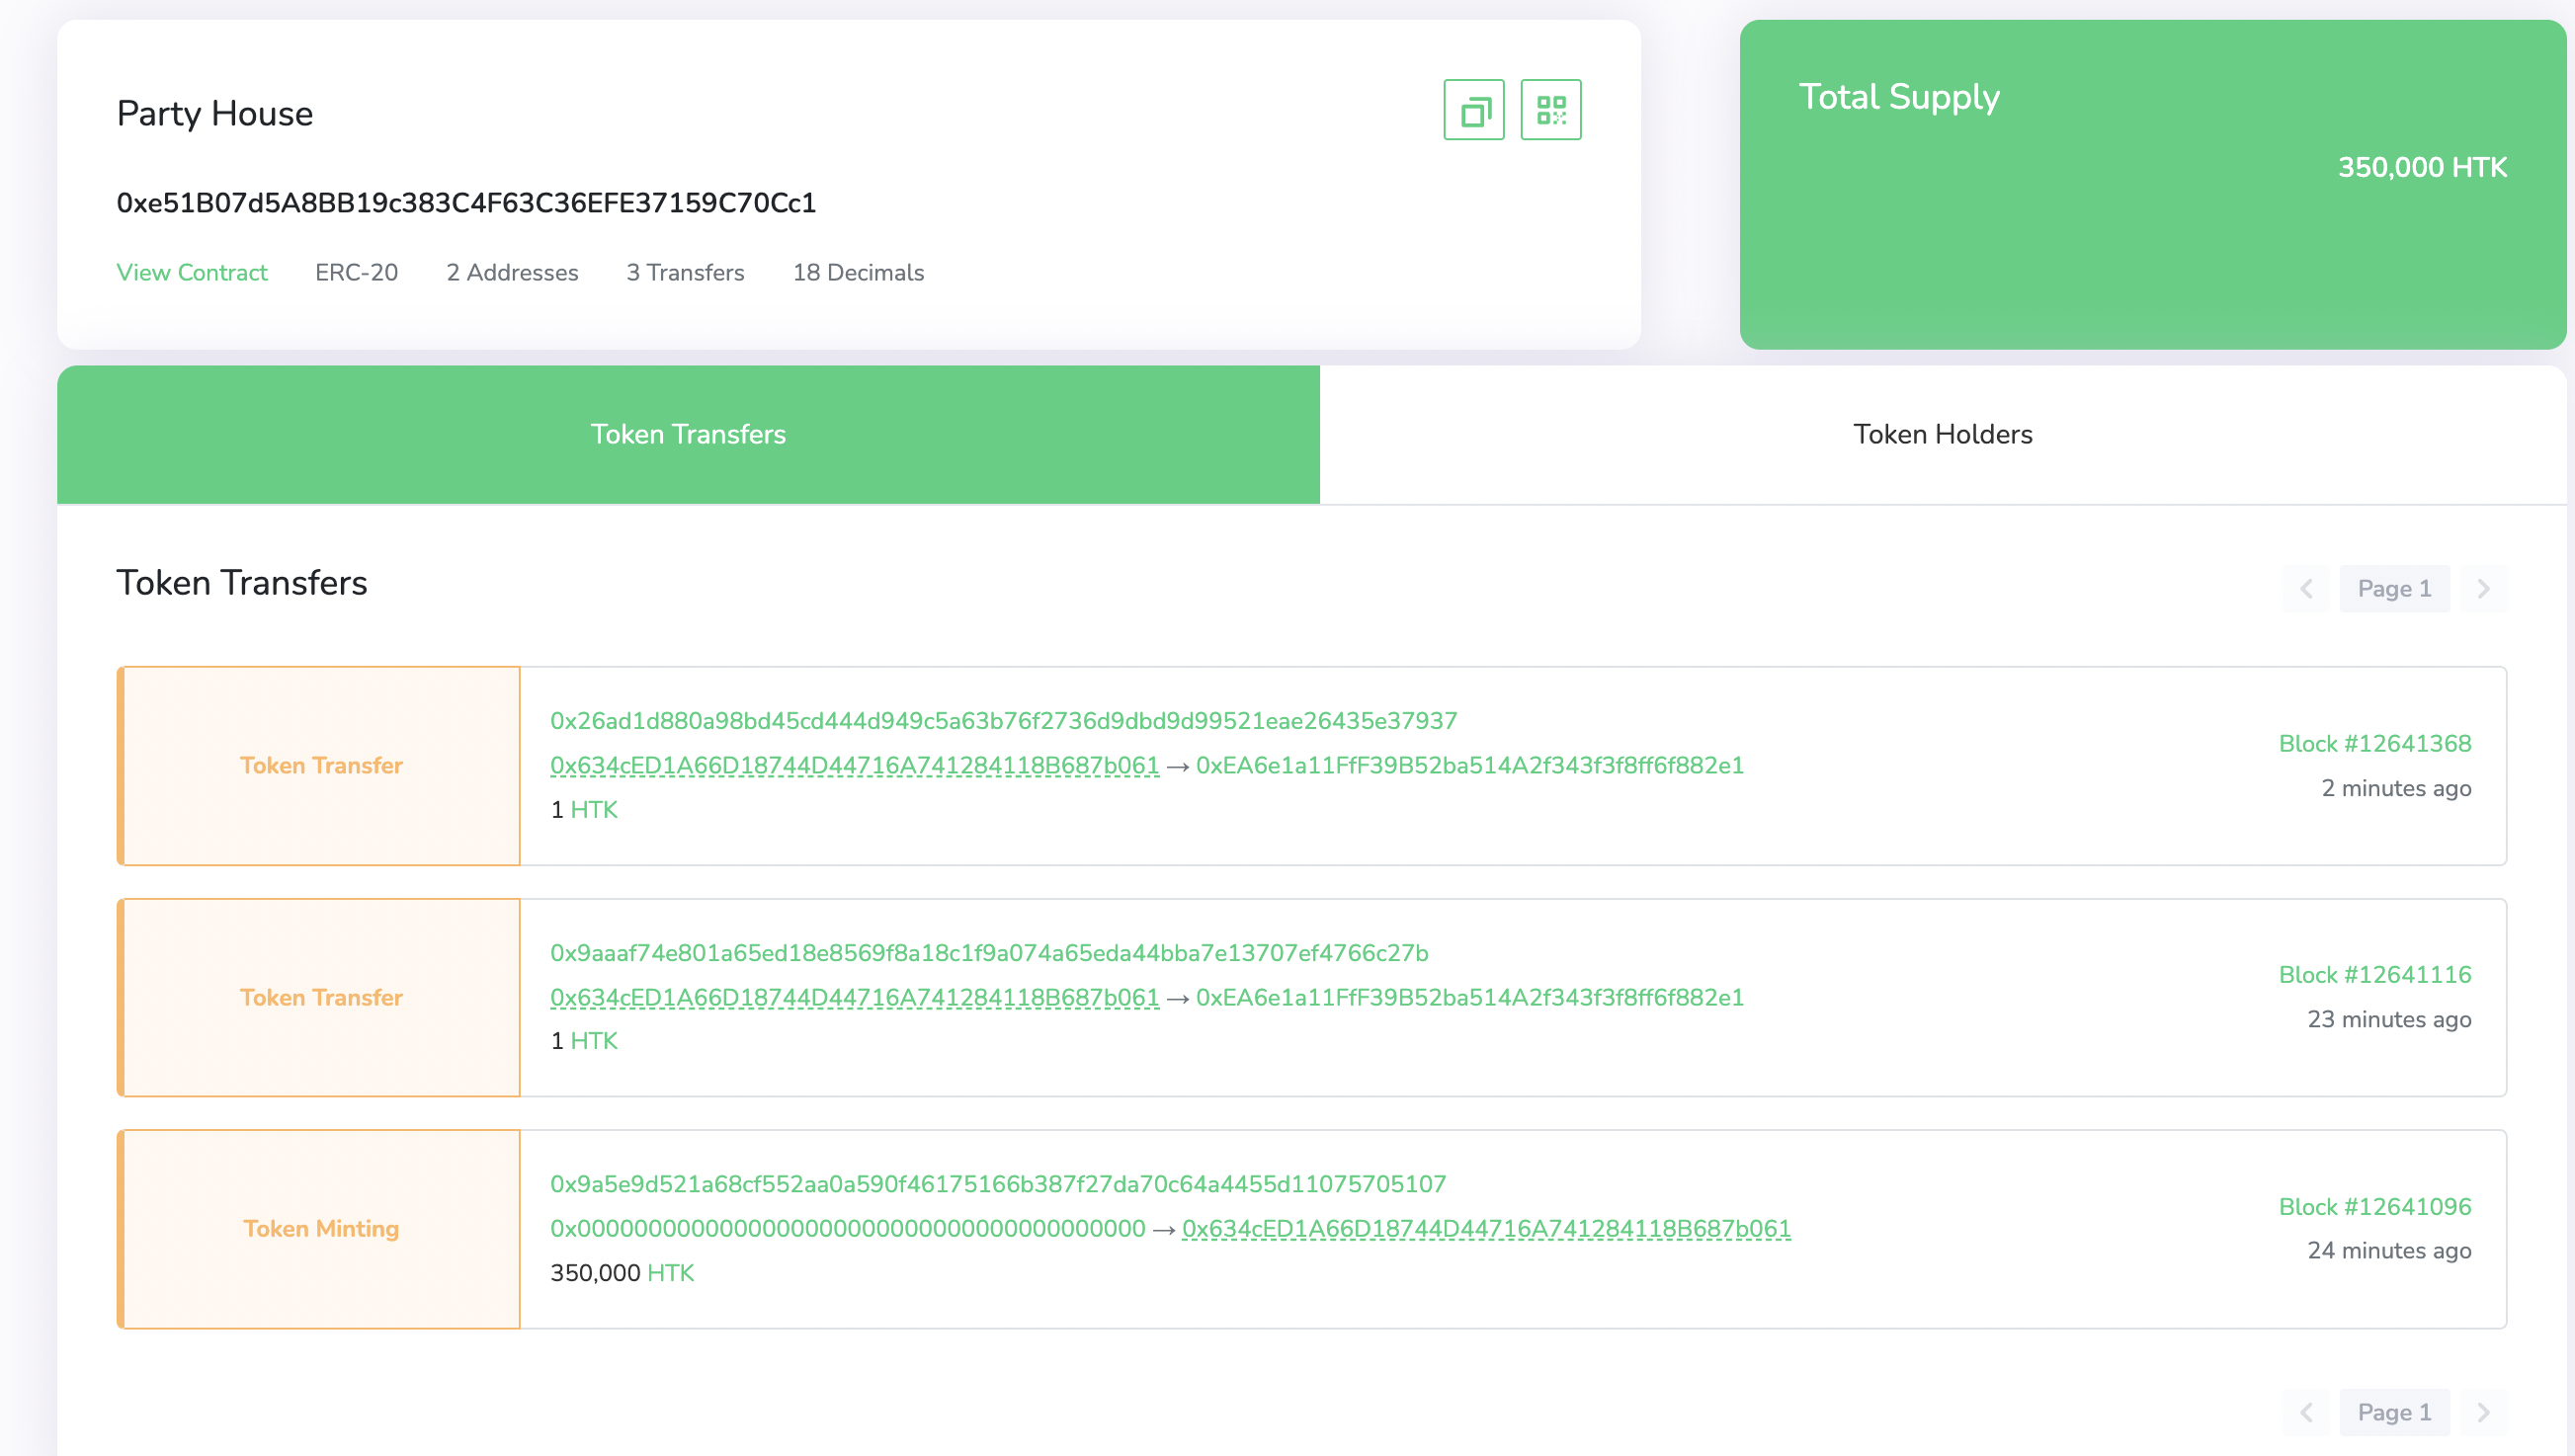 Party House
0xe51B07d5A8BB19c383C4F63C36EFE37159C70Cc1
View Contract ERC-20 2 Addresses 3 Transfers 18 Decimals
Total Supply
350,000 HTK
Token Transfers
Token Holders
Token Transfers
Page 1
Token Transfer
0x26ad1d880a98bd45cd444d949c5a63b76f2736d9dbd9d99521eae26435e37937
0x634cED1A66D18744D44716A741284118B687b061 → 0xEA6e1a11FfF39B52ba514A2f343f3f8ff6f882e1
1 HTK
Block #12641368
2 minutes ago
Token Transfer
0x9aaaf74e801a65ed18e8569f8a18c1f9a074a65eda44bba7e13707ef4766c27b
0x634cED1A66D18744D44716A741284118B687b061 → 0xEA6e1a11FfF39B52ba514A2f343f3f8ff6f882e1
1 HTK
Block #12641116
23 minutes ago
Token Minting
0x9a5e9d521a68cf552aa0a590f46175166b387f27da70c64a4455d11075705107
0x0000000000000000000000000000000000000000 → 0x634cED1A66D18744D44716A741284118B687b061
350,000 HTK
Block #12641096
24 minutes ago
Page 1